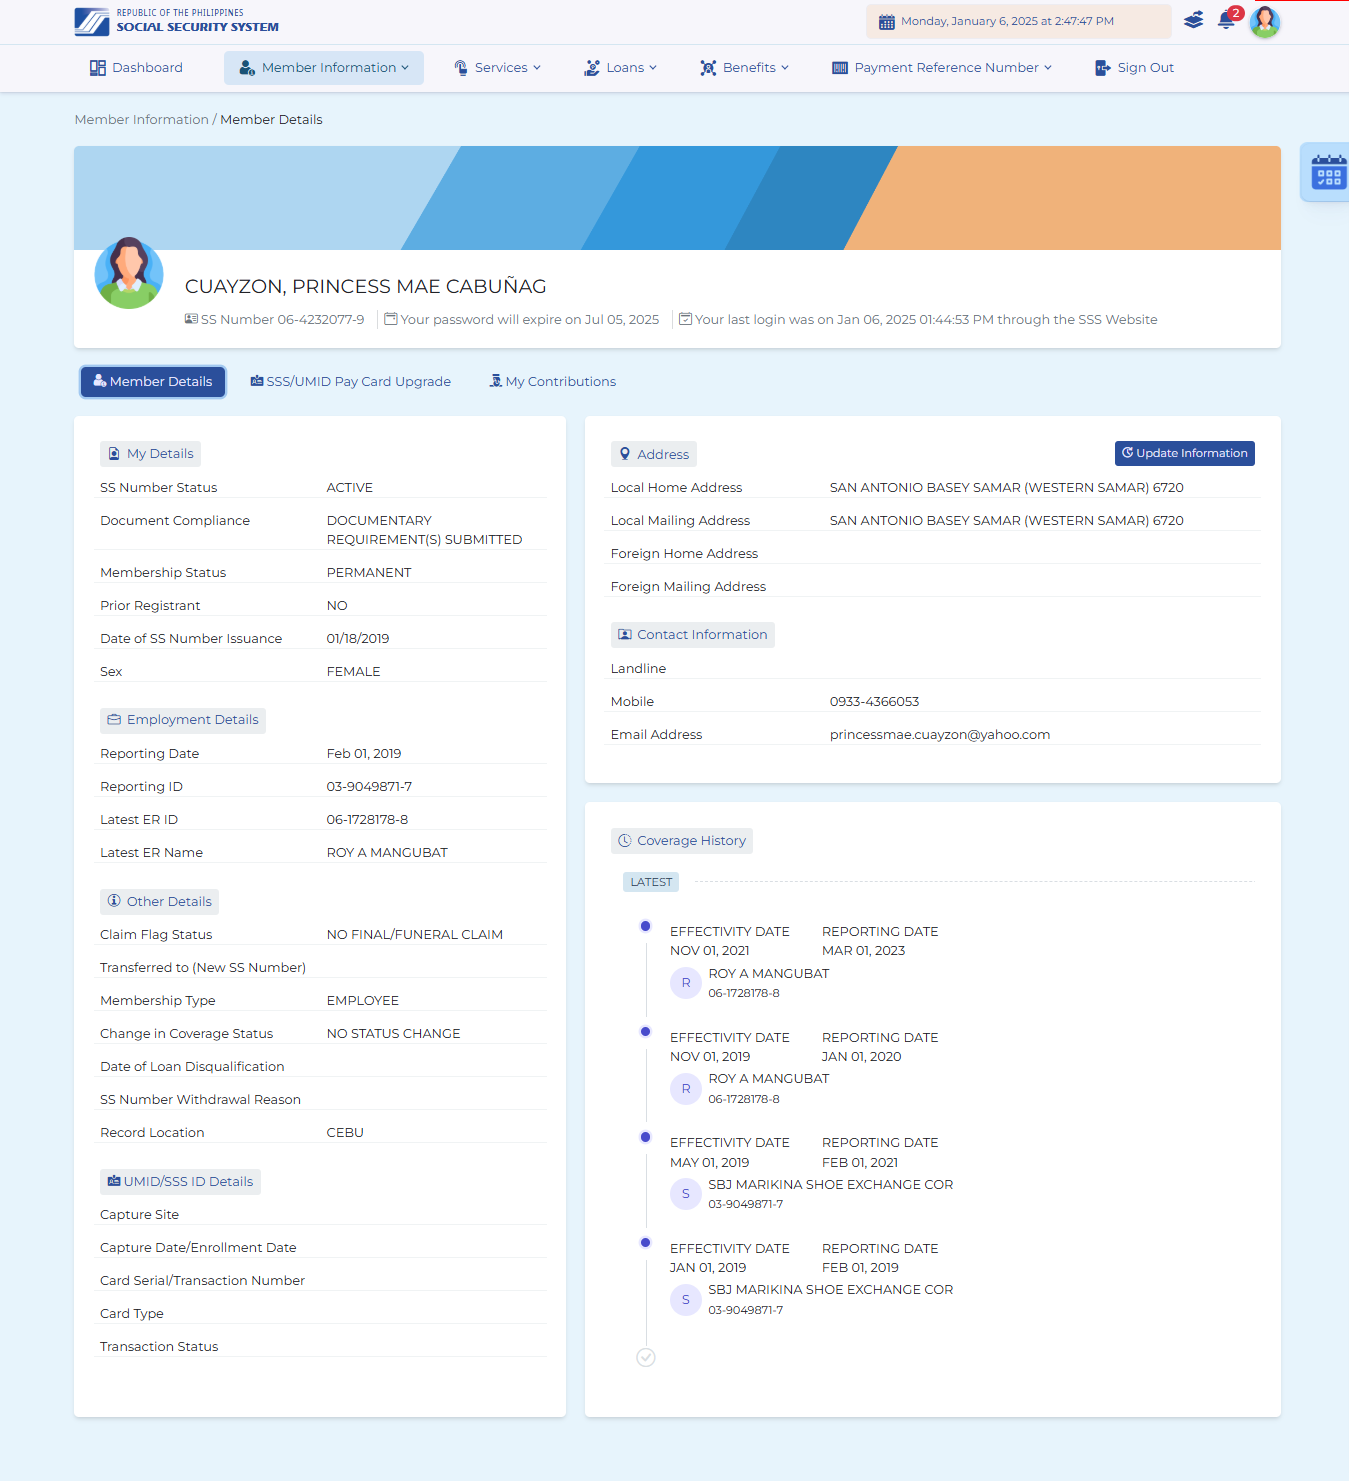 REPUBLIC OF THE PHILIPPINES
SOCIAL SECURITY SYSTEM
Monday, January 6, 2025 at 2:47:47 PM
2
Dashboard
Member Information
Services
Loans
Benefits
Payment Reference Number
Sign Out
Member Information / Member Details
CUAYZON, PRINCESS MAE CABUÑAG
SS Number 06-4232077-9
Your password will expire on Jul 05, 2025
Your last login was on Jan 06, 2025 01:44:53 PM through the SSS Website
Member Details
SSS/UMID Pay Card Upgrade
My Contributions
My Details
SS Number Status ACTIVE
Document Compliance DOCUMENTARY
REQUIREMENT(S) SUBMITTED
Membership Status PERMANENT
Prior Registrant NO
Date of SS Number Issuance 01/18/2019
Sex FEMALE
Employment Details
Reporting Date Feb 01, 2019
Reporting ID 03-9049871-7
Latest ER ID 06-1728178-8
Latest ER Name ROY A MANGUBAT
Other Details
Claim Flag Status NO FINAL/FUNERAL CLAIM
Transferred to (New SS Number)
Membership Type EMPLOYEE
Change in Coverage Status NO STATUS CHANGE
Date of Loan Disqualification
SS Number Withdrawal Reason
Record Location CEBU
UMID/SSS ID Details
Capture Site
Capture Date/Enrollment Date
Card Serial/Transaction Number
Card Type
Transaction Status
Address
Update Information
Local Home Address SAN ANTONIO BASEY SAMAR (WESTERN SAMAR) 6720
Local Mailing Address SAN ANTONIO BASEY SAMAR (WESTERN SAMAR) 6720
Foreign Home Address
Foreign Mailing Address
Contact Information
Landline
Mobile 0933-4366053
Email Address princessmae.cuayzon@yahoo.com
Coverage History
LATEST
EFFECTIVITY DATE REPORTING DATE
NOV 01, 2021 MAR 01, 2023
R ROY A MANGUBAT
06-1728178-8
EFFECTIVITY DATE REPORTING DATE
NOV 01, 2019 JAN 01, 2020
R ROY A MANGUBAT
06-1728178-8
EFFECTIVITY DATE REPORTING DATE
MAY 01, 2019 FEB 01, 2021
S SBJ MARIKINA SHOE EXCHANGE COR
03-9049871-7
EFFECTIVITY DATE REPORTING DATE
JAN 01, 2019 FEB 01, 2019
S SBJ MARIKINA SHOE EXCHANGE COR
03-9049871-7